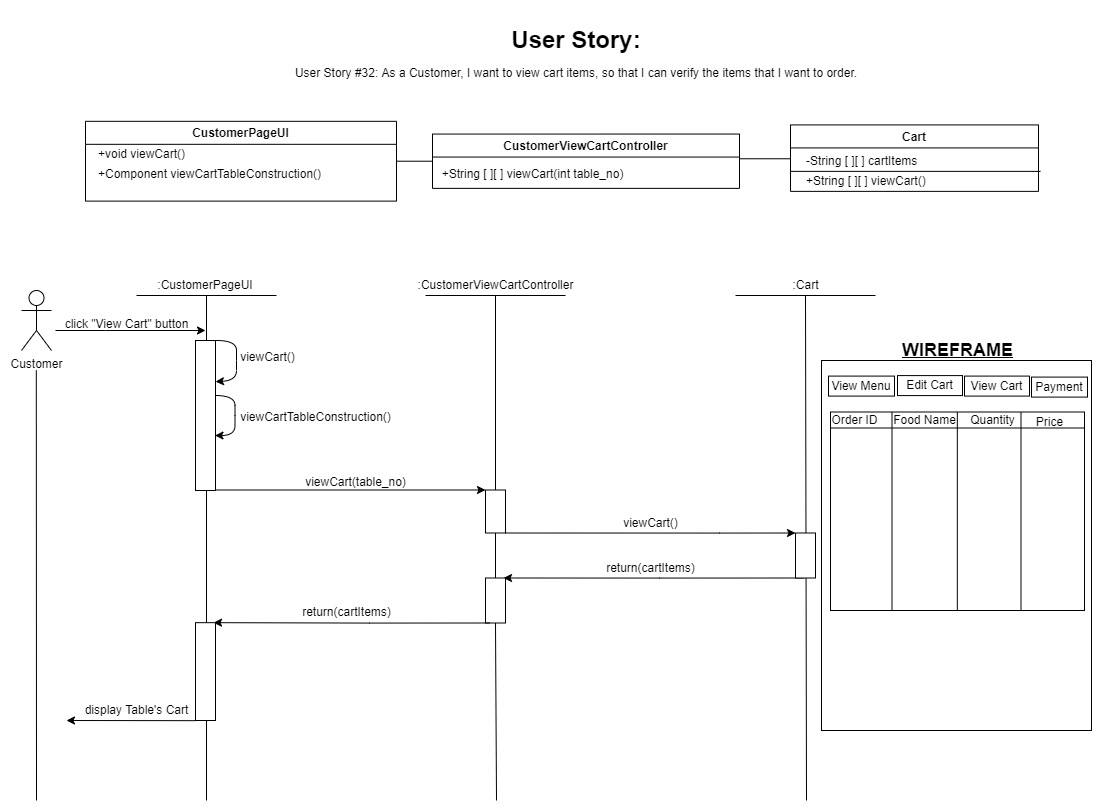 User Story:
User Story #32: As a Customer, I want to view cart items, so that I can verify the items that I want to order.
CustomerPageUI
+void viewCart()
+Component viewCartTableConstruction()
CustomerViewCartController
+String [ ][ ] viewCart(int table_no)
Cart
-String [ ][ ] cartItems
+String [ ][ ] viewCart()
:CustomerPageUI
:CustomerViewCartController
:Cart
Customer
click "View Cart" button
viewCart()
viewCartTableConstruction()
viewCart(table_no)
viewCart()
return(cartItems)
return(cartItems)
display Table's Cart
WIREFRAME
View Menu
Edit Cart
View Cart
Payment
Order ID
Food Name
Quantity
Price